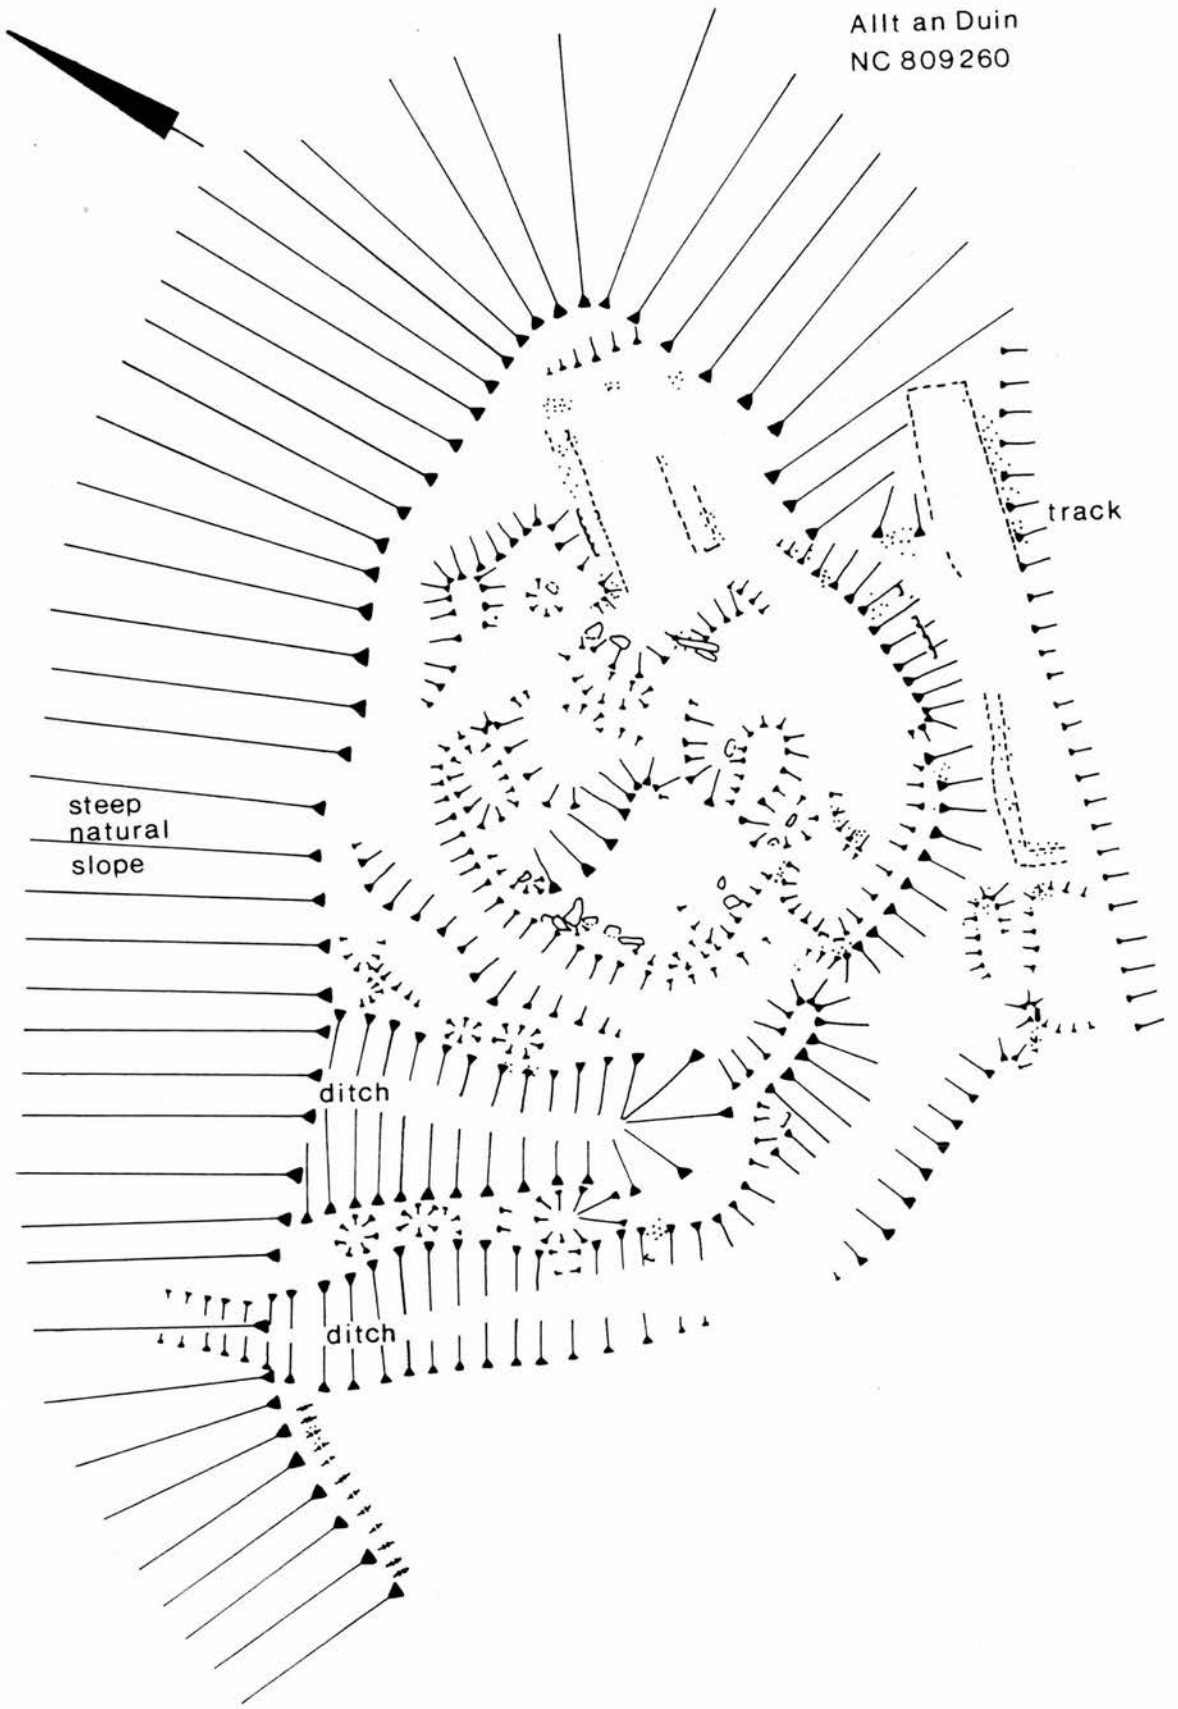 Allt an Duin
NC 809260
track
steep
natural
slope
ditch
ditch